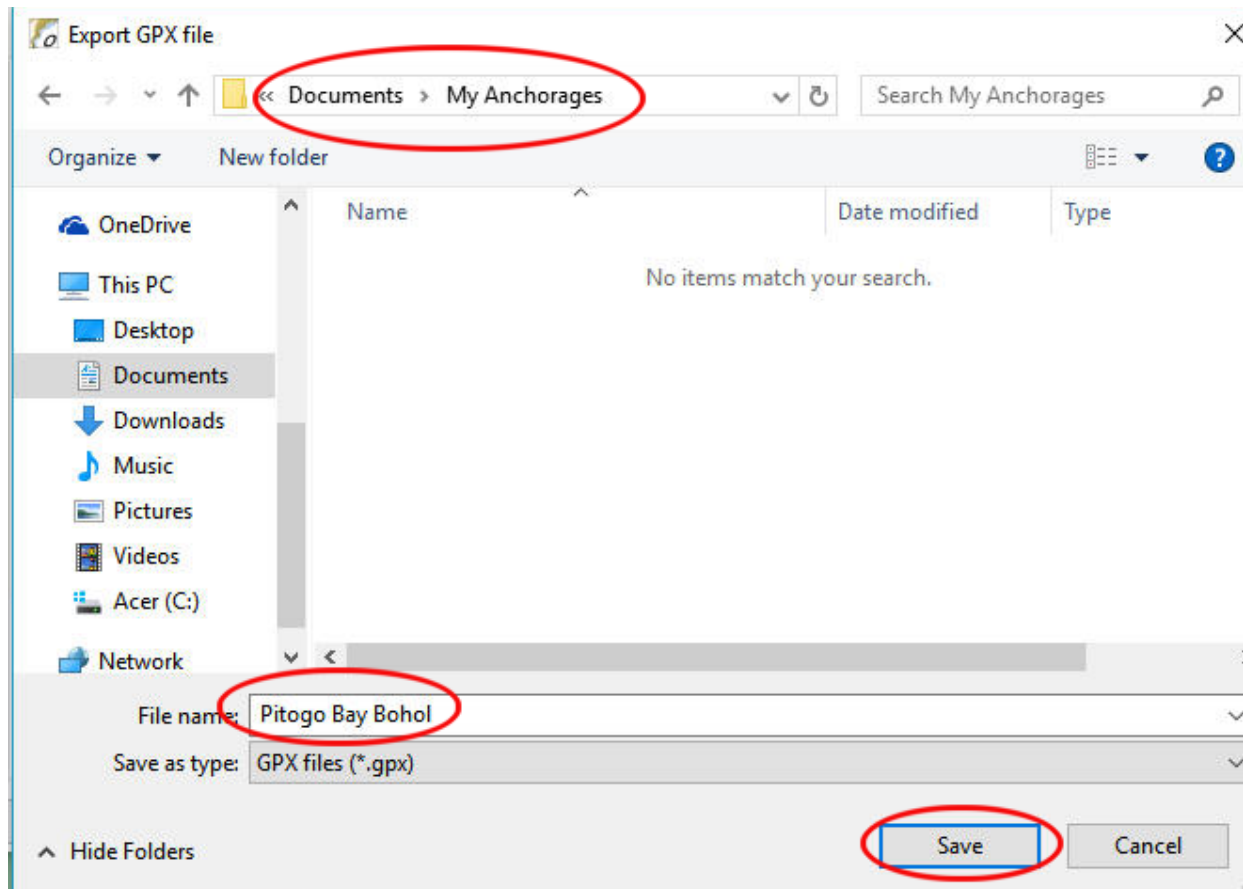 Export GPX file
« Documents > My Anchorages
Search My Anchorages
Organize
New folder
Name
Date modified
Type
No items match your search.
OneDrive
This PC
Desktop
Documents
Downloads
Music
Pictures
Videos
Acer (C:)
Network
File name: Pitogo Bay Bohol
Save as type: GPX files (*.gpx)
Hide Folders
Save
Cancel